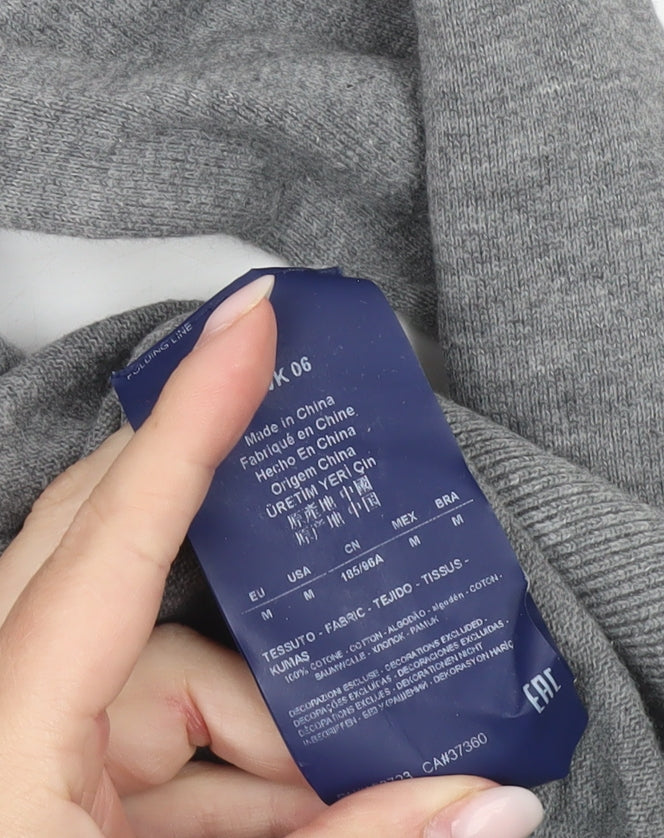 FOLDING LINE
06
Made in China
Fabriqué en Chine
Hecho En China
Origem China
ÜRETİM YERİ Çin
原產地 中國
原产地 中国
EU USA CN MEX BRA
M M 185/96A M M
TESSUTO - FABRIC - TEJIDO - TISSUS -
KUMAS
100% COTONE - COTTON - ALGODÃO - algodón - COTON -
BAUMWOLLE - ХЛОПОК - PAMUK
DECORAZIONI ESCLUSE - DECORATIONS EXCLUDED -
DECORAÇÕES EXCLUÍDAS - DECORACIONES EXCLUIDAS -
DÉCORATIONS EXCLUES - DEKORATIONEN NICHT
INBEGRIFFEN - БЕЗ УКРАШЕНИЙ - DEKORASYON HARİÇ
EAC
CA#37360